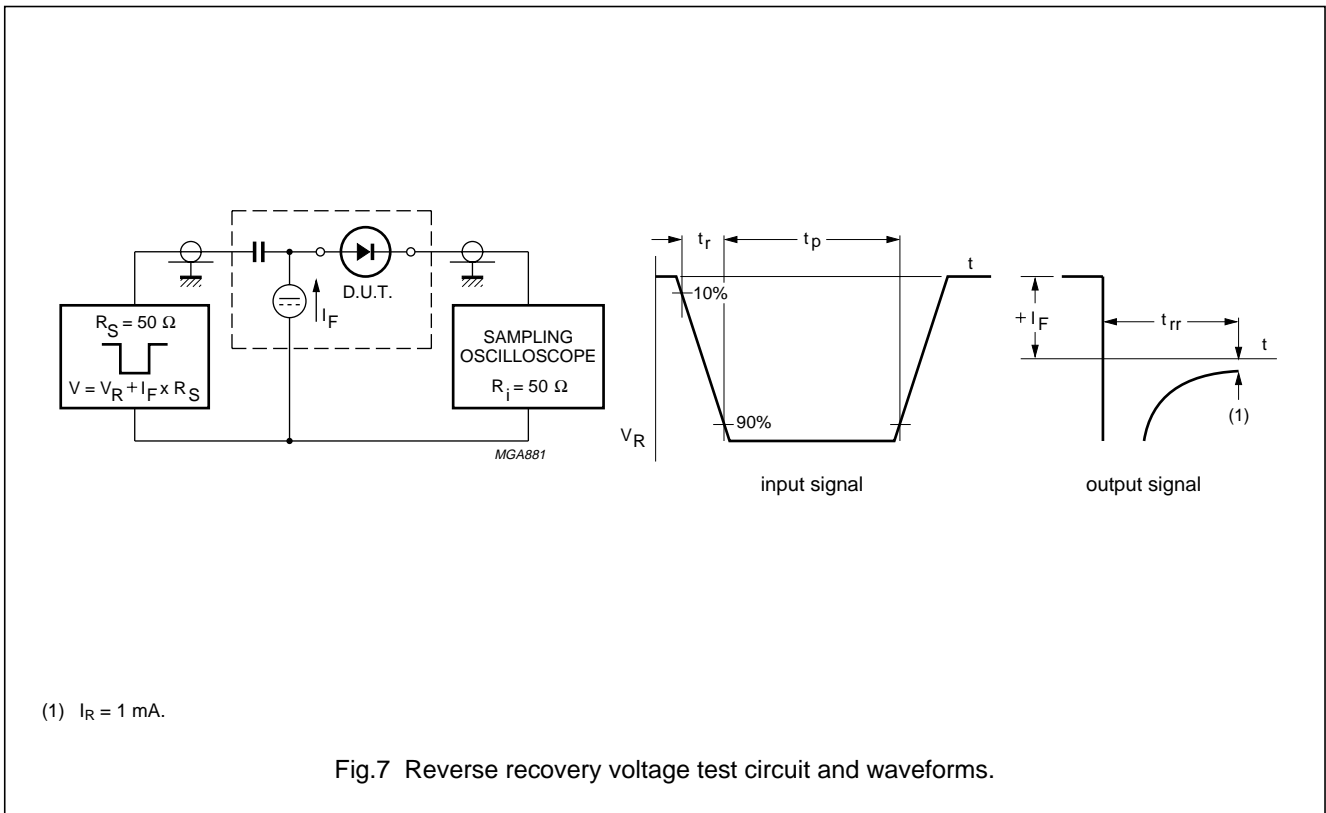 R_S = 50 Ω
V = V_R + I_F x R_S
I_F
D.U.T.
SAMPLING
OSCILLOSCOPE
R_i = 50 Ω
MGA881
t_r
t_p
t
10%
90%
V_R
input signal
+ I_F
t_rr
t
(1)
output signal
(1) I_R = 1 mA.
Fig.7 Reverse recovery voltage test circuit and waveforms.